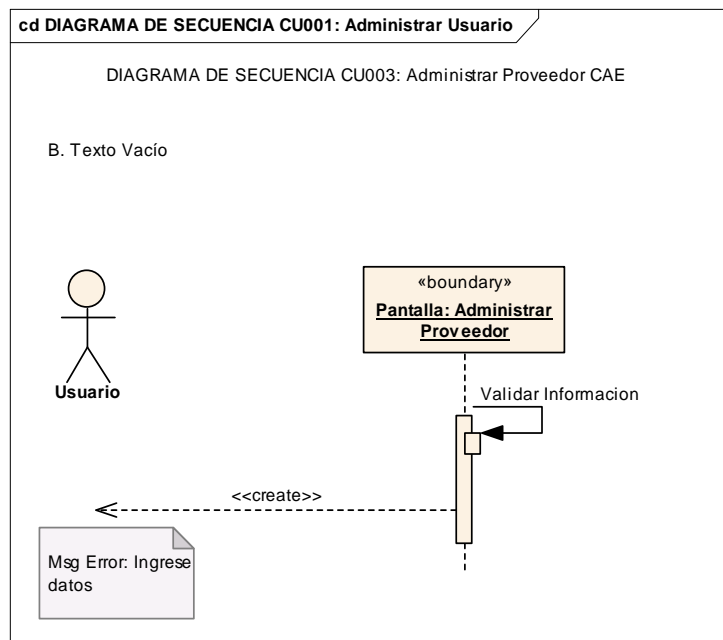 cd DIAGRAMA DE SECUENCIA CU001: Administrar Usuario
DIAGRAMA DE SECUENCIA CU003: Administrar Proveedor CAE
B. Texto Vacío
«boundary»
Pantalla: Administrar
Proveedor
Usuario
Validar Informacion
<<create>>
Msg Error: Ingrese
datos